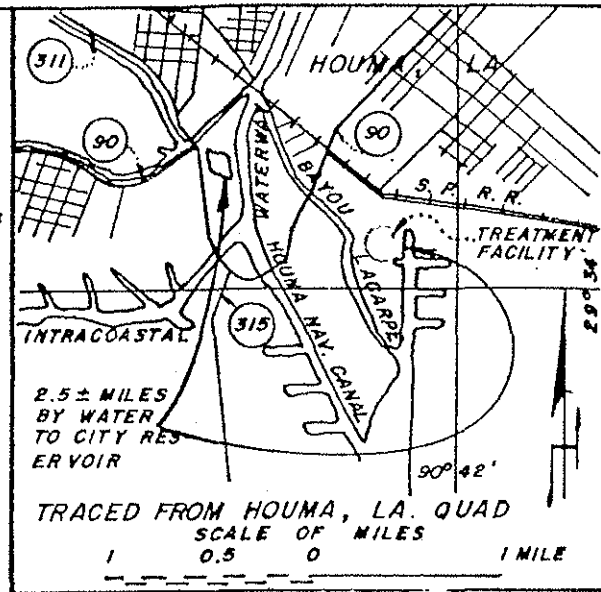 311
HOUMA, LA
90
90
WATERWAY
BAYOU LAGARPE
S. P. R.R.
TREATMENT
FACILITY
29° 34'
HOUMA NAV. CANAL
INTRACOASTAL
315
2.5 ± MILES
BY WATER
TO CITY RES
ERVOIR
90° 42'
TRACED FROM HOUMA, LA. QUAD
SCALE OF MILES
1 0.5 0 1 MILE